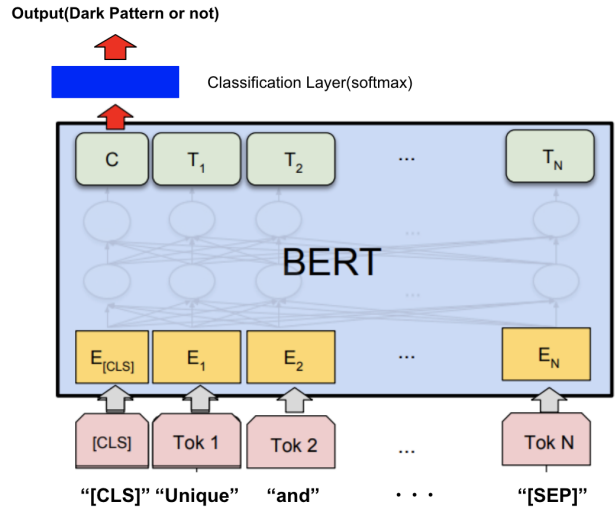 Output(Dark Pattern or not)
Classification Layer(softmax)
C T1 T2 ... TN
...
BERT
...
E[CLS] E1 E2 ... EN
[CLS] Tok 1 Tok 2 ... Tok N
“[CLS]” “Unique” “and” · · · “[SEP]”